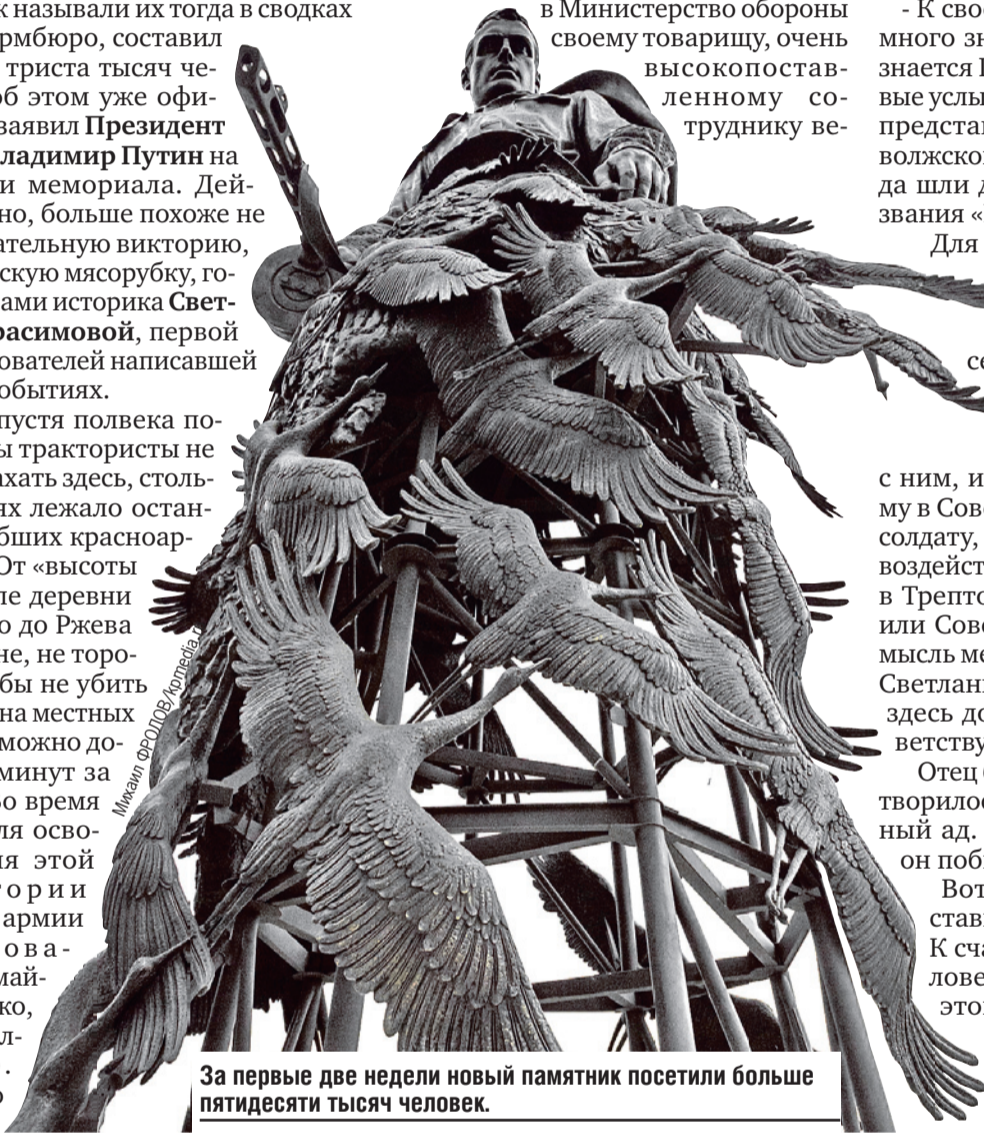 к называли их тогда в сводках
рмбюро, составил
триста тысяч че-
об этом уже офи-
заявил Президент
ладимир Путин на
и мемориала. Дей-
но, больше похоже не
ательную викторию,
скую мясорубку, го-
ами историка Свет-
расимовой, первой
ователей написавшей
обытиях.
пустя полвека по-
ы трактористы не
ахать здесь, столь-
ях лежало остан-
бших красноар-
От «высоты
ле деревни
о до Ржева
не, не торо-
бы не убить
на местных
можно до-
минут за
Во время
ля осво-
ия этой
тории
армии
ова-
май-
ко,
л-
.
о
Михаил ФРОЛОВ/kpmedia.r
в Министерство обороны
своему товарищу, очень
высокопостав-
ленному со-
труднику ве-
- К сво
много зн
знается
вые услы
предста
волжско
да шли д
звания «
Для
се
с ним, и
му в Сов
солдату,
воздейст
в Трепто
или Сове
мысль ме
Светлан
здесь до
ветству
Отец
творилос
ный ад.
он поб
Вот
став
К сча
лове
это
За первые две недели новый памятник посетили больше
пятидесяти тысяч человек.